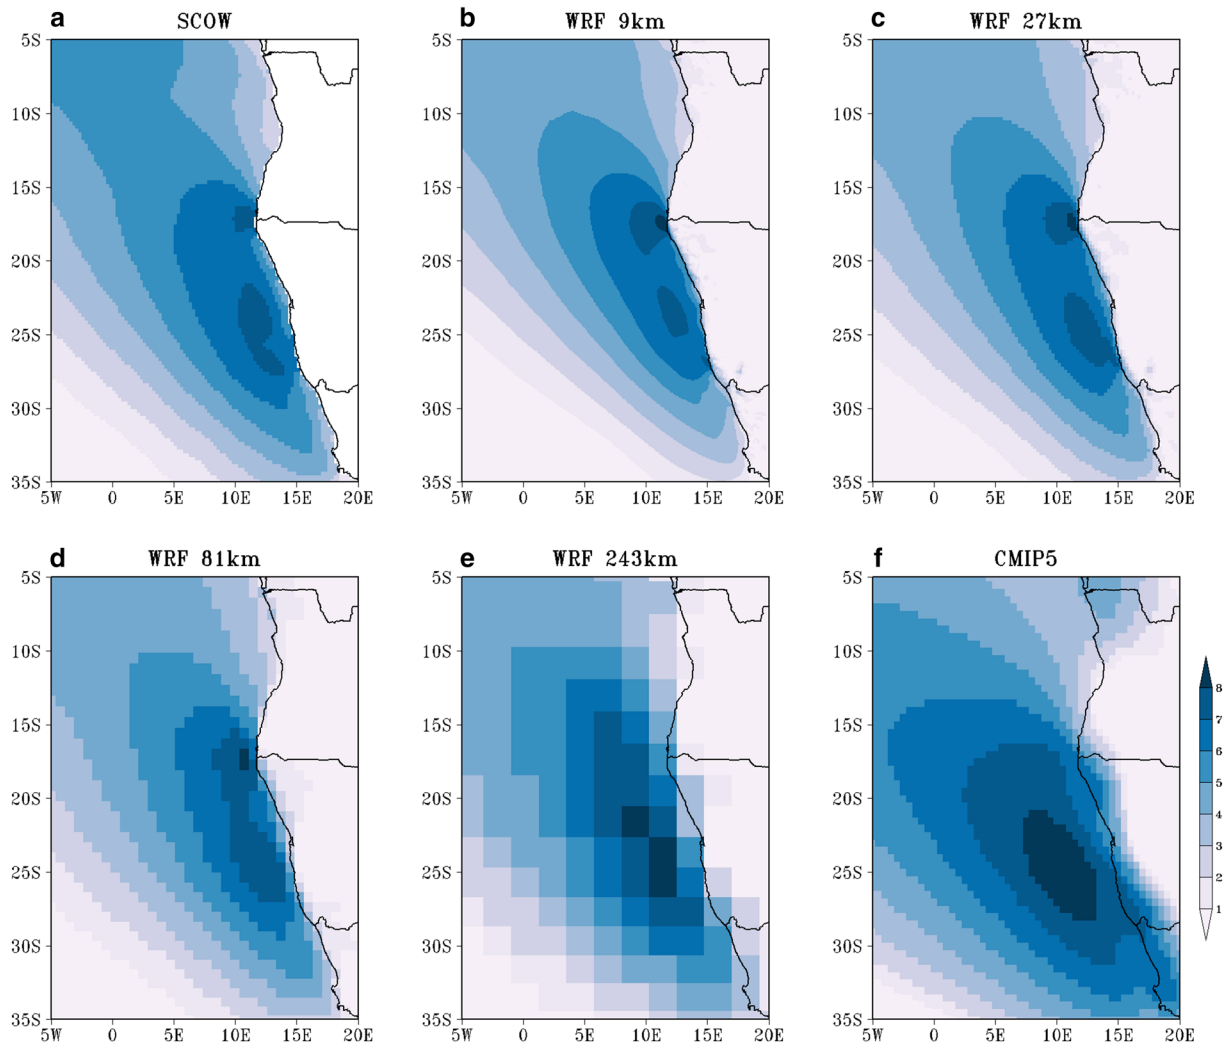 a SCOW
b WRF 9km
c WRF 27km
5S 5S 5S
10S 10S 10S
15S 15S 15S
20S 20S 20S
25S 25S 25S
30S 30S 30S
35S 35S 35S
5W 0 5E 10E 15E 20E
5W 0 5E 10E 15E 20E
5W 0 5E 10E 15E 20E
d WRF 81km
e WRF 243km
f CMIP5
5S 5S 5S
10S 10S 10S
15S 15S 15S
20S 20S 20S
25S 25S 25S
30S 30S 30S
35S 35S 35S
5W 0 5E 10E 15E 20E
5W 0 5E 10E 15E 20E
5W 0 5E 10E 15E 20E
8
7
6
5
4
3
2
1